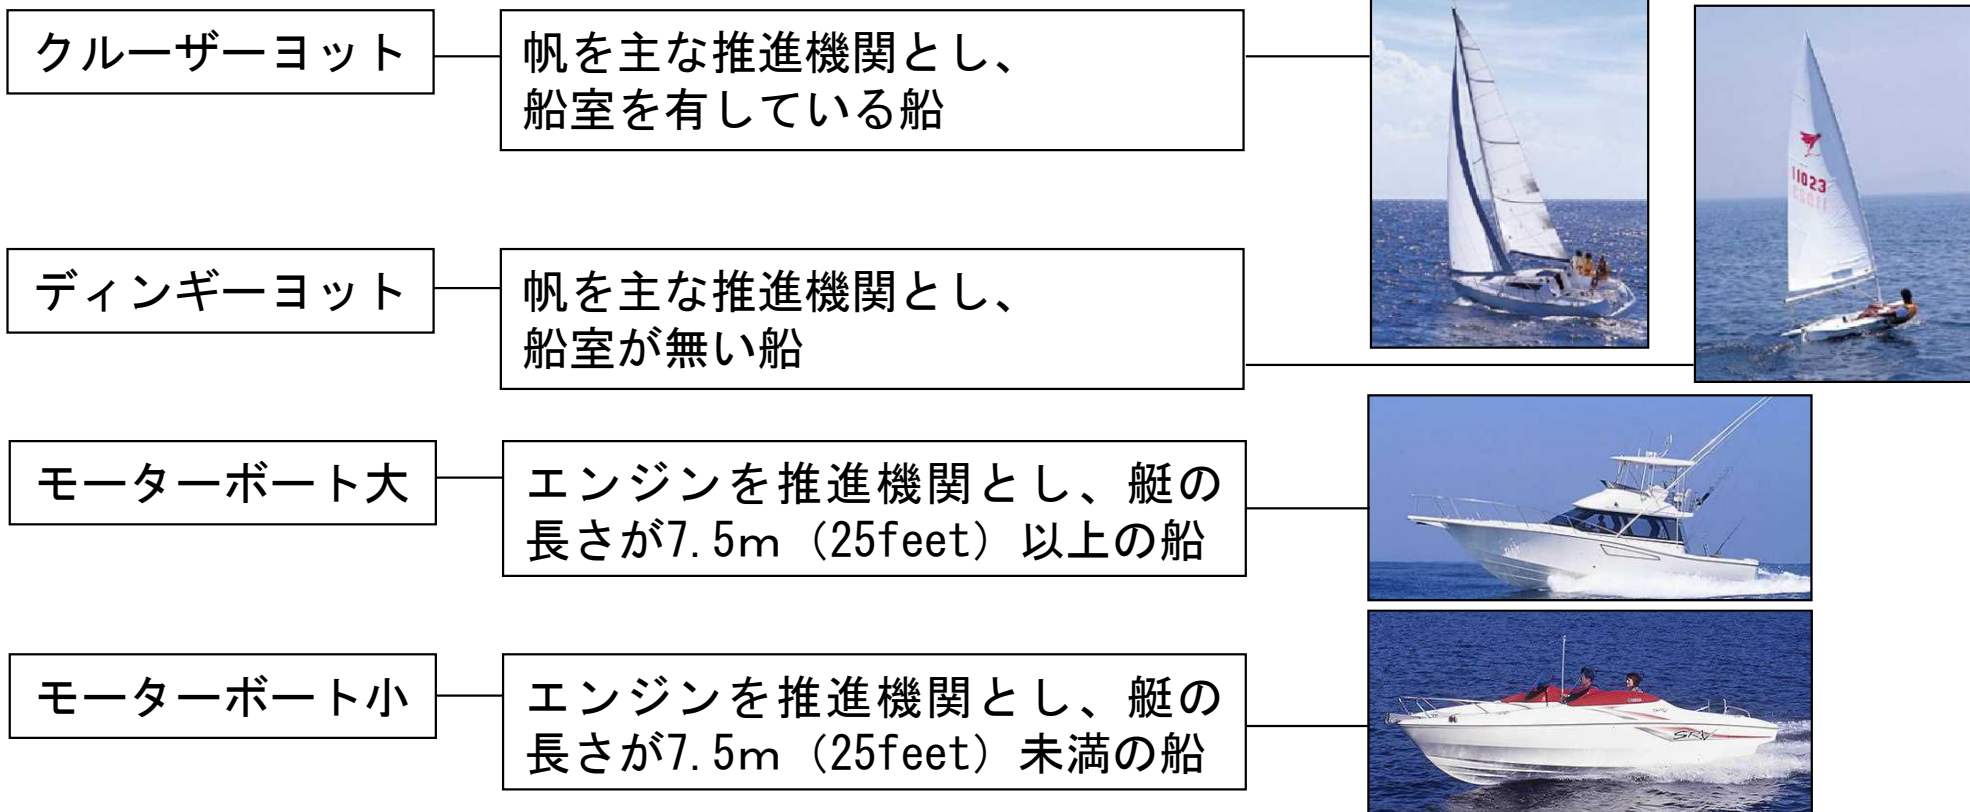 クルーザーヨット
帆を主な推進機関とし、
船室を有している船
11023
ディンギーヨット
帆を主な推進機関とし、
船室が無い船
モーターボート大
エンジンを推進機関とし、艇の
長さが7.5m（25feet）以上の船
モーターボート小
エンジンを推進機関とし、艇の
長さが7.5m（25feet）未満の船
SRV